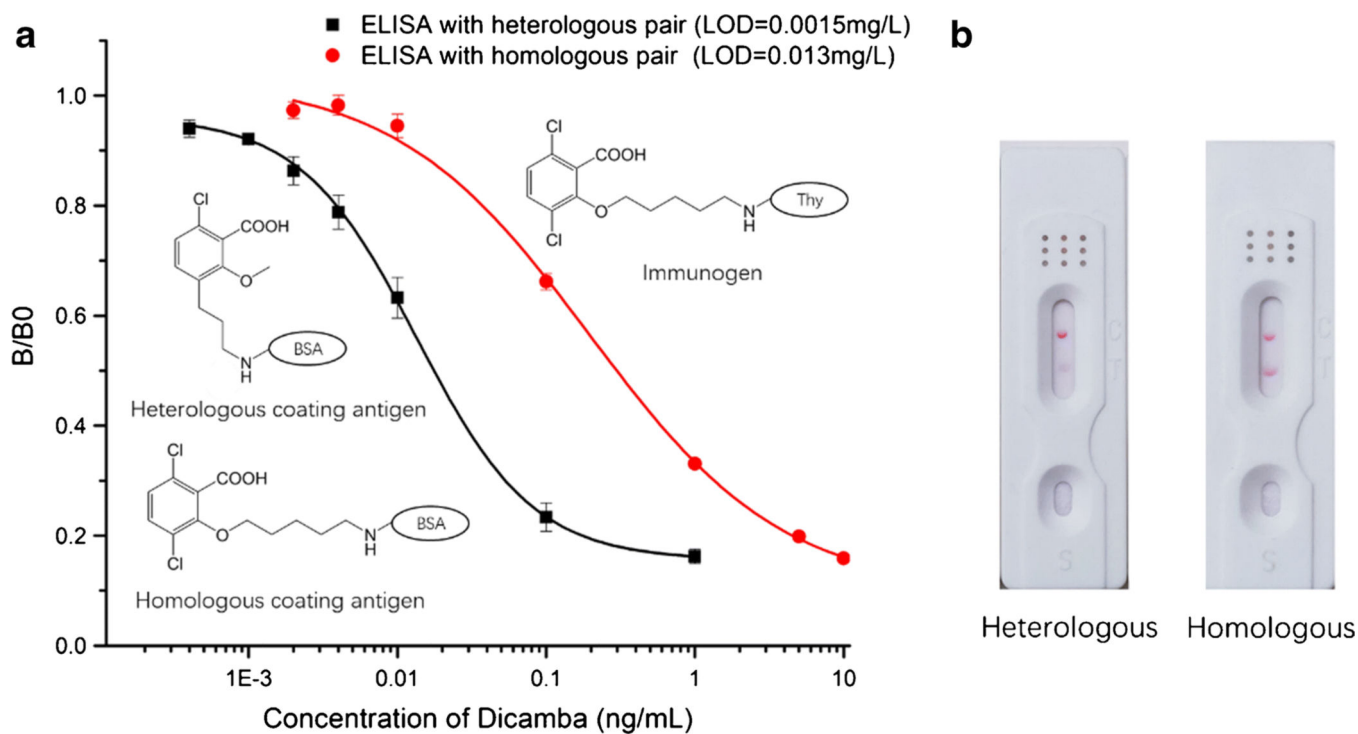 a
ELISA with heterologous pair (LOD=0.0015mg/L)
ELISA with homologous pair (LOD=0.013mg/L)
B/B0
1.0
0.8
0.6
0.4
0.2
0.0
1E-3
0.01
0.1
1
10
Concentration of Dicamba (ng/mL)
Cl
COOH
O
Cl
N
H
Thy
Immunogen
Cl
COOH
O
N
H
BSA
Heterologous coating antigen
Cl
COOH
O
Cl
N
H
BSA
Homologous coating antigen
b
C
T
S
Heterologous
C
T
S
Homologous